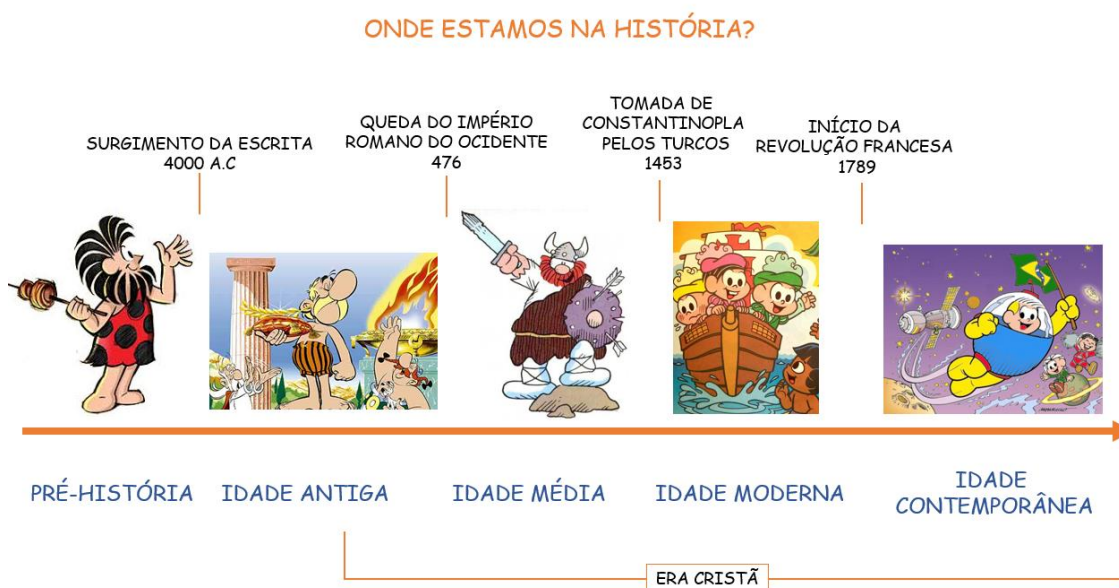 ONDE ESTAMOS NA HISTÓRIA?
SURGIMENTO DA ESCRITA
4000 A.C
QUEDA DO IMPÉRIO
ROMANO DO OCIDENTE
476
TOMADA DE
CONSTANTINOPLA
PELOS TURCOS
1453
INÍCIO DA
REVOLUÇÃO FRANCESA
1789
PRÉ-HISTÓRIA
IDADE ANTIGA
IDADE MÉDIA
IDADE MODERNA
IDADE
CONTEMPORÂNEA
ERA CRISTÃ